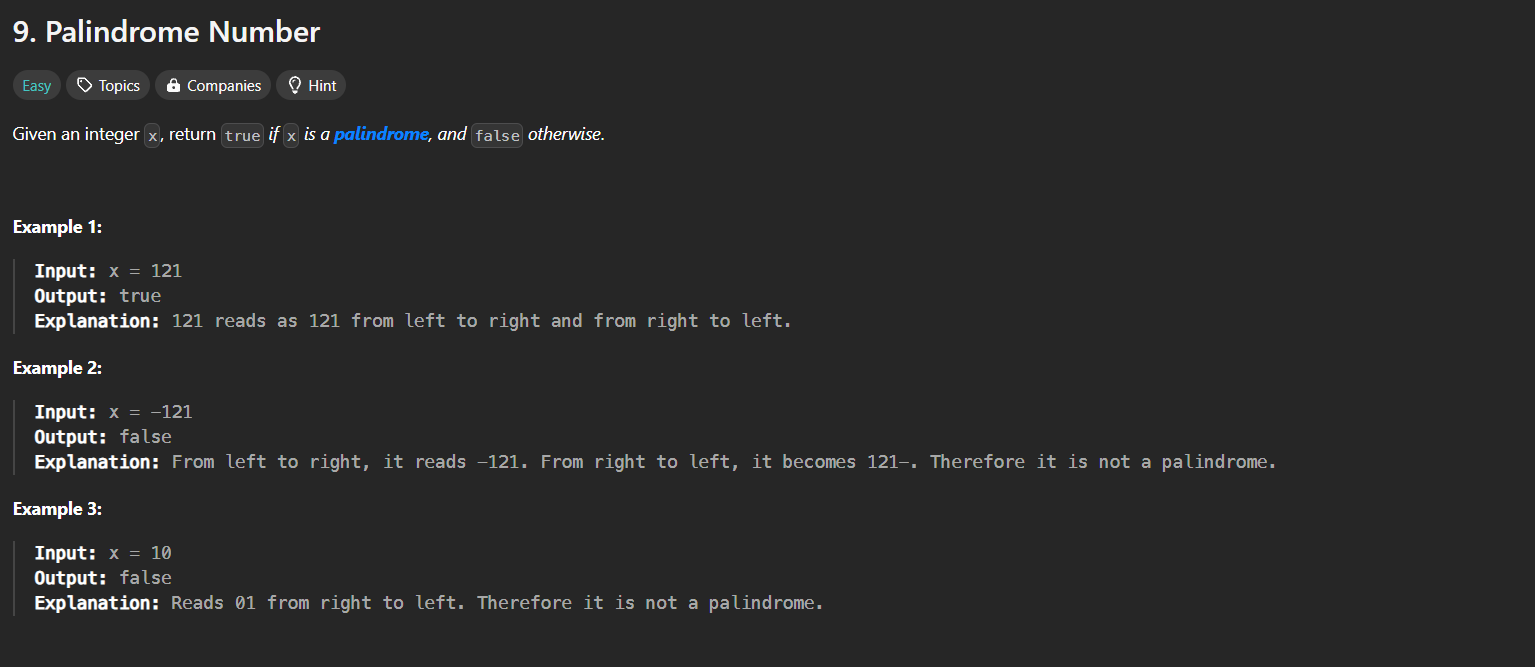 9. Palindrome Number
Easy Topics Companies Hint
Given an integer x, return true if x is a palindrome, and false otherwise.
Example 1:
Input: x = 121
Output: true
Explanation: 121 reads as 121 from left to right and from right to left.
Example 2:
Input: x = -121
Output: false
Explanation: From left to right, it reads -121. From right to left, it becomes 121-. Therefore it is not a palindrome.
Example 3:
Input: x = 10
Output: false
Explanation: Reads 01 from right to left. Therefore it is not a palindrome.